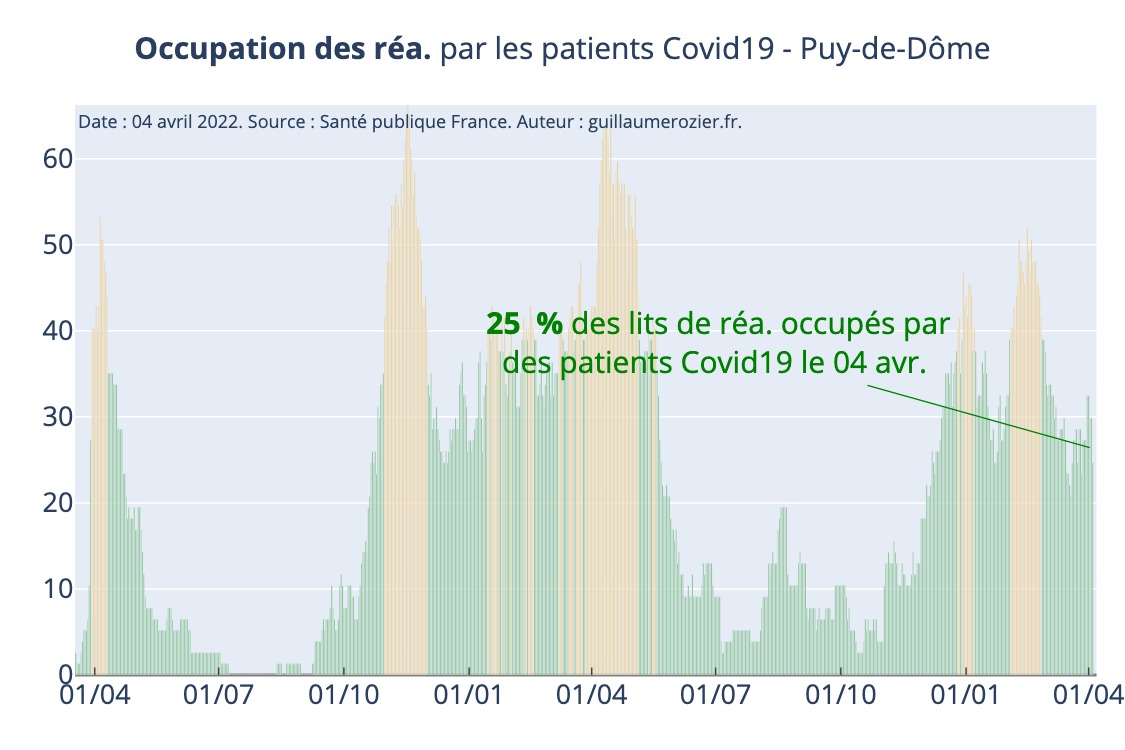 Occupation des réa. par les patients Covid19 - Puy-de-Dôme
Date : 04 avril 2022. Source : Santé publique France. Auteur : guillaumerozier.fr.
60
50
40
30
20
10
0
25 % des lits de réa. occupés par
des patients Covid19 le 04 avr.
01/04 01/07 01/10 01/01 01/04 01/07 01/10 01/01 01/04